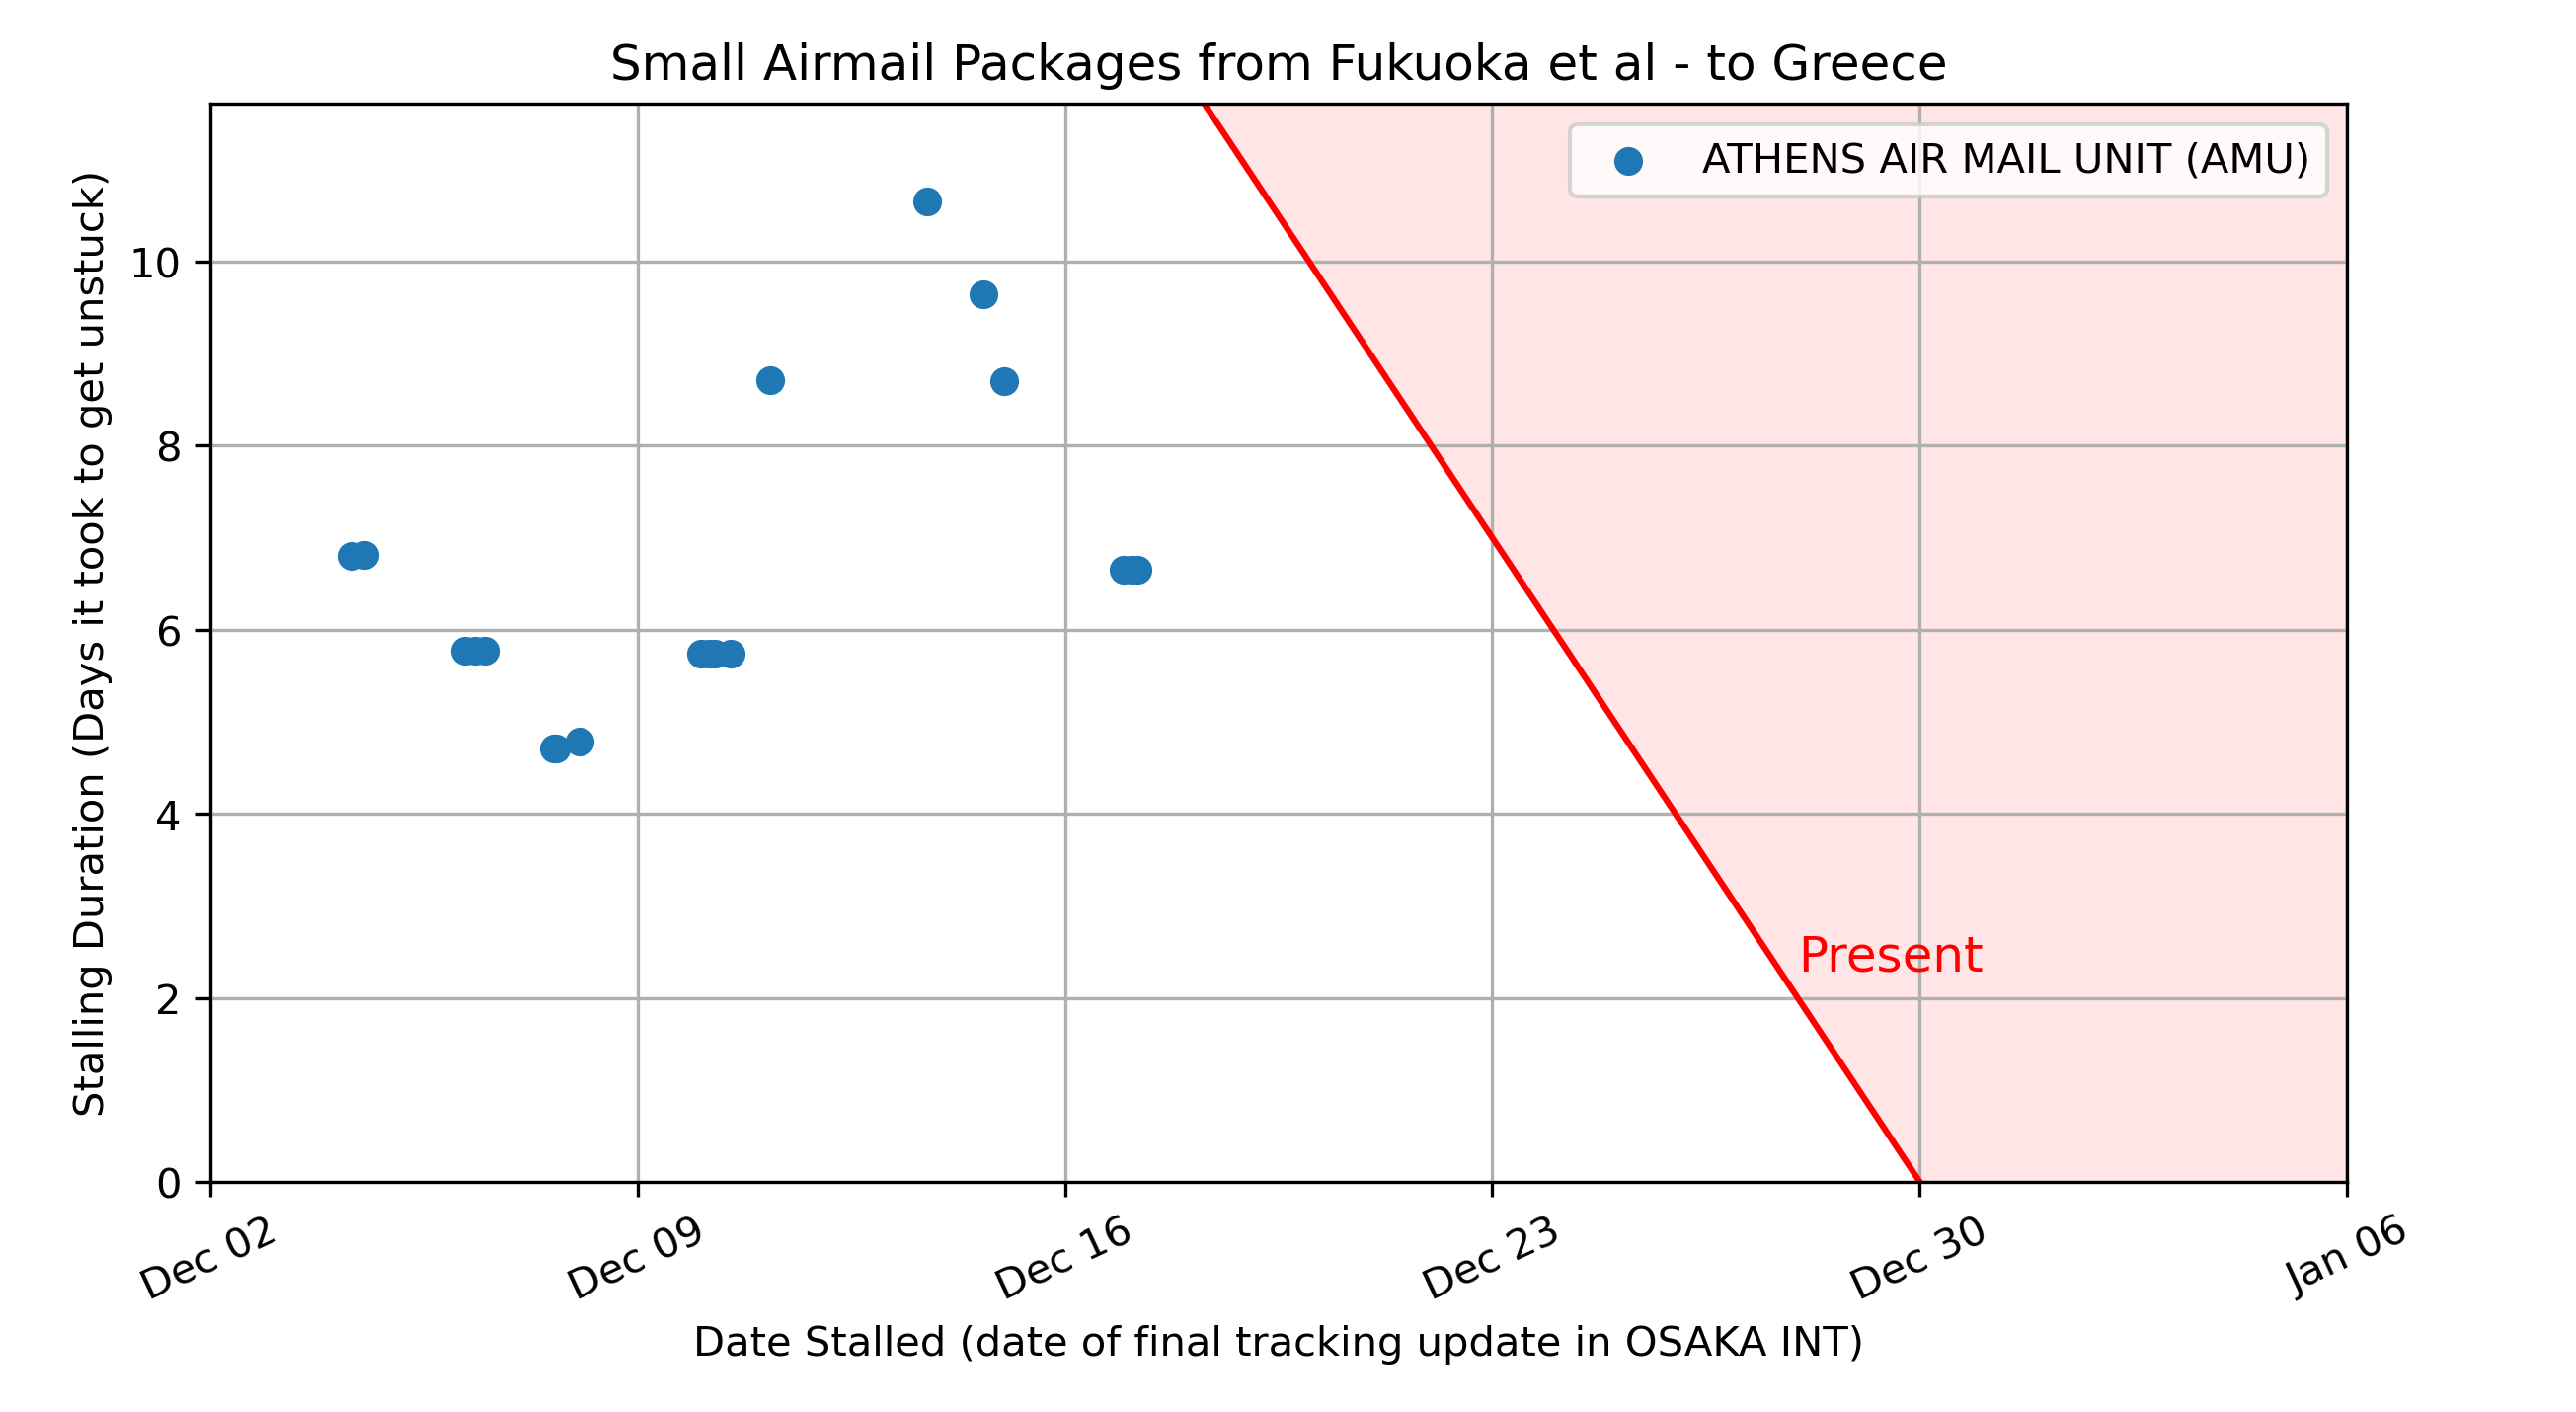 Small Airmail Packages from Fukuoka et al - to Greece
ATHENS AIR MAIL UNIT (AMU)
Stalling Duration (Days it took to get unstuck)
10
8
6
4
2
0
Present
Dec 02
Dec 09
Dec 16
Dec 23
Dec 30
Jan 06
Date Stalled (date of final tracking update in OSAKA INT)